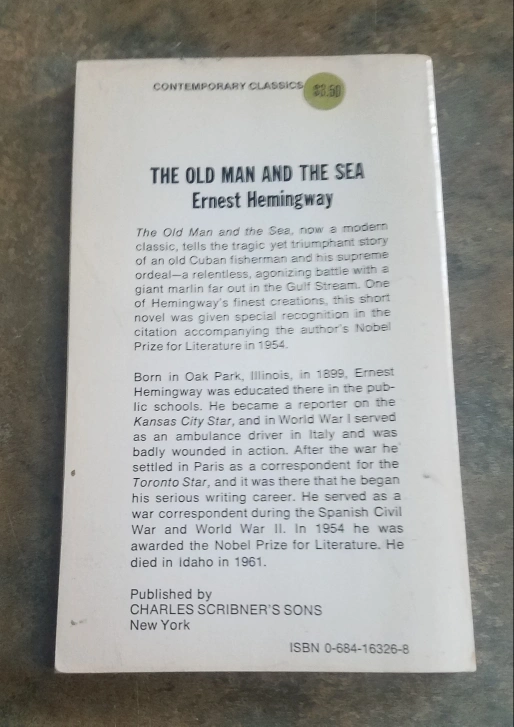 CONTEMPORARY CLASSICS
THE OLD MAN AND THE SEA
Ernest Hemingway
The Old Man and the Sea, now a modern
classic, tells the tragic yet triumphant story
of an old Cuban fisherman and his supreme
ordeal—a relentless, agonizing battle with a
giant marlin far out in the Gulf Stream. One
of Hemingway's finest creations, this short
novel was given special recognition in the
citation accompanying the author's Nobel
Prize for Literature in 1954.
Born in Oak Park, Illinois, in 1899, Ernest
Hemingway was educated there in the pub-
lic schools. He became a reporter on the
Kansas City Star, and in World War I served
as an ambulance driver in Italy and was
badly wounded in action. After the war he
settled in Paris as a correspondent for the
Toronto Star, and it was there that he began
his serious writing career. He served as a
war correspondent during the Spanish Civil
War and World War II. In 1954 he was
awarded the Nobel Prize for Literature. He
died in Idaho in 1961.
Published by
CHARLES SCRIBNER'S SONS
New York
ISBN 0-684-16326-8